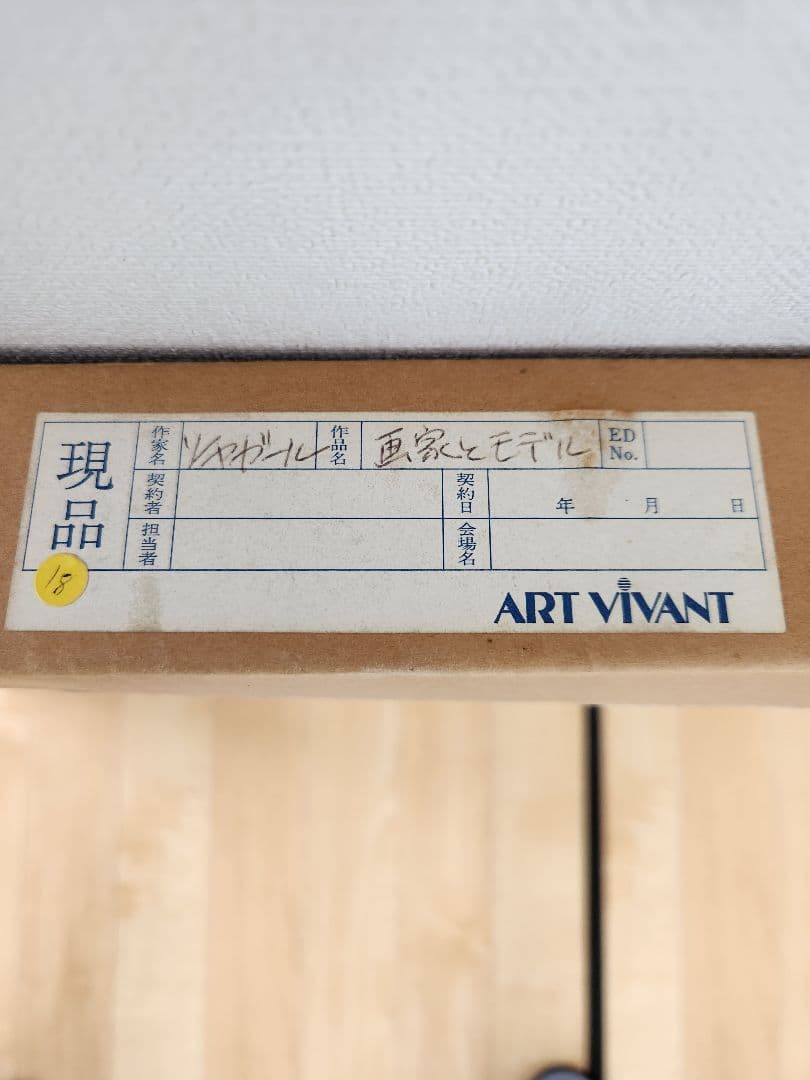 現品
作家名 シャガール 作品名 画家とモデル ED No.
契約者 契約日 年 月 日
担当者 会場名
18
ART VIVANT